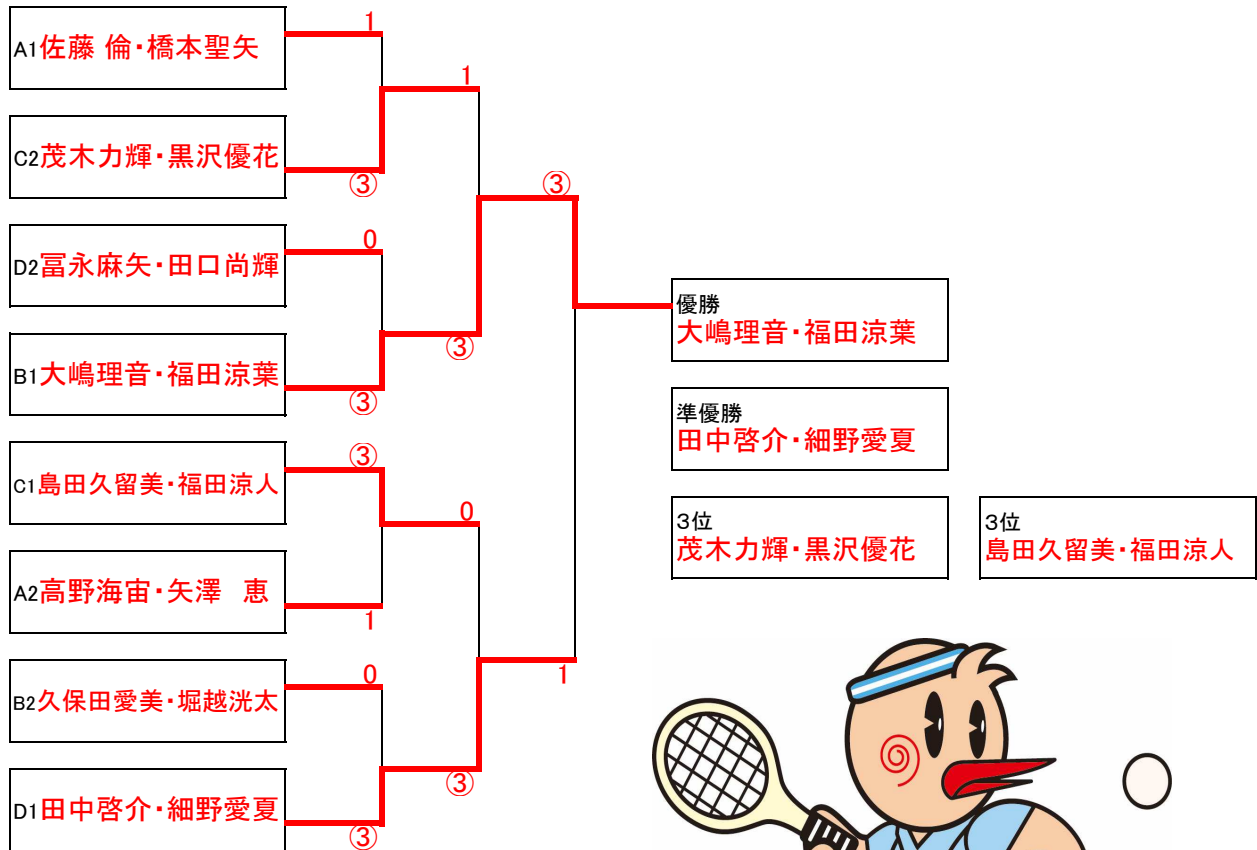 1
A1佐藤 倫・橋本聖矢
1
C2茂木力輝・黒沢優花
③
③
0
D2冨永麻矢・田口尚輝
優勝
大嶋理音・福田涼葉
③
B1大嶋理音・福田涼葉
③
準優勝
田中啓介・細野愛夏
③
C1島田久留美・福田涼人
0
3位
茂木力輝・黒沢優花
3位
島田久留美・福田涼人
A2高野海宙・矢澤　恵
1
0
1
B2久保田愛美・堀越洸太
③
D1田中啓介・細野愛夏
③